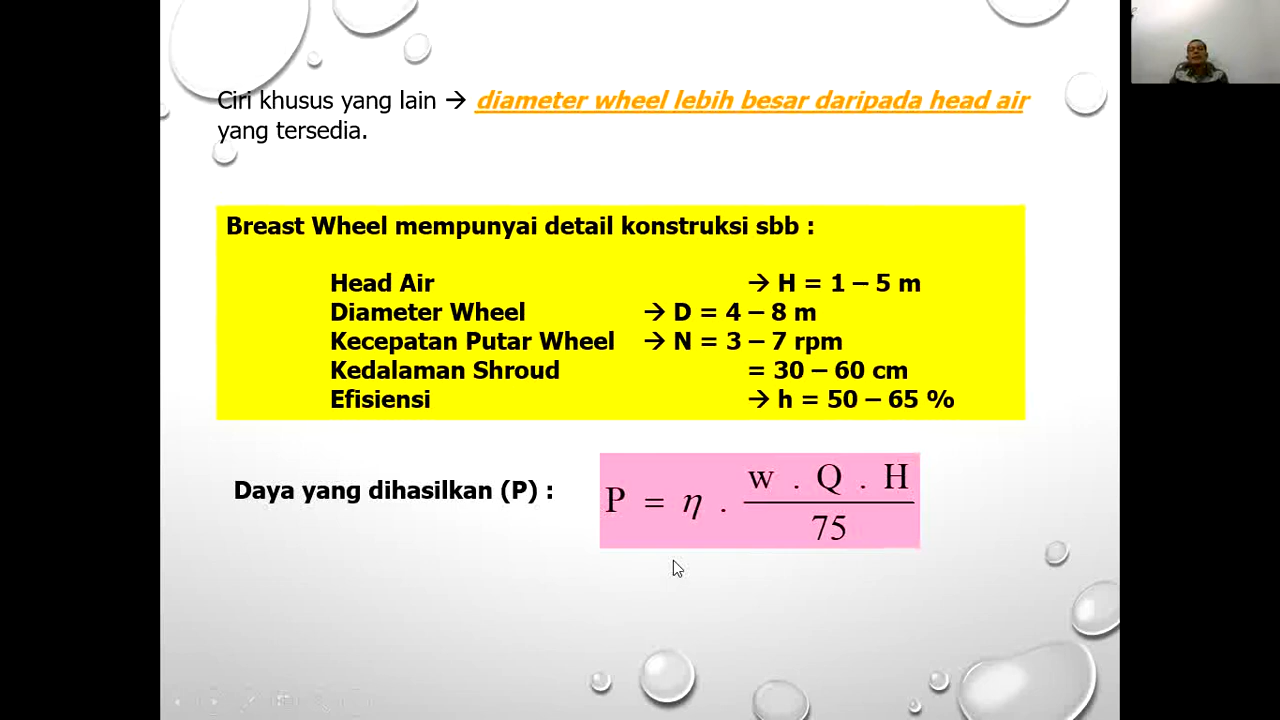 Ciri khusus yang lain → diameter wheel lebih besar daripada head air
yang tersedia.
Breast Wheel mempunyai detail konstruksi sbb :
Head Air → H = 1 – 5 m
Diameter Wheel → D = 4 – 8 m
Kecepatan Putar Wheel → N = 3 – 7 rpm
Kedalaman Shroud = 30 – 60 cm
Efisiensi → h = 50 – 65 %
Daya yang dihasilkan (P) :
P = η . w . Q . H
75